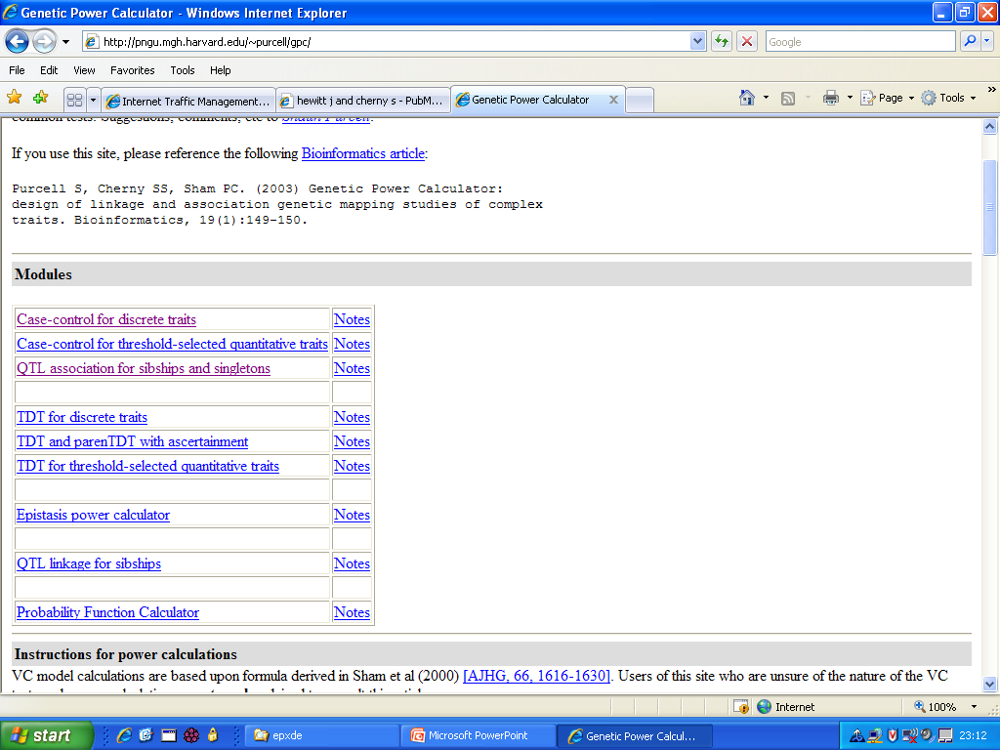 Genetic Power Calculator - Windows Internet Explorer
http://pngu.mgh.harvard.edu/~purcell/gpc/
Google
File Edit View Favorites Tools Help
Internet Traffic Management... hewitt j and cherny s - PubM... Genetic Power Calculator Page Tools
common tests. Suggestions, comments, etc to Shaun Purcell.
If you use this site, please reference the following Bioinformatics article:
Purcell S, Cherny SS, Sham PC. (2003) Genetic Power Calculator:
design of linkage and association genetic mapping studies of complex
traits. Bioinformatics, 19(1):149-150.
Modules
Case-control for discrete traits Notes
Case-control for threshold-selected quantitative traits Notes
QTL association for sibships and singletons Notes
TDT for discrete traits Notes
TDT and parenTDT with ascertainment Notes
TDT for threshold-selected quantitative traits Notes
Epistasis power calculator Notes
QTL linkage for sibships Notes
Probability Function Calculator Notes
Instructions for power calculations
VC model calculations are based upon formula derived in Sham et al (2000) [AJHG, 66, 1616-1630]. Users of this site who are unsure of the nature of the VC
Internet 100%
start epxde Microsoft PowerPoint Genetic Power Calcul... 23:12